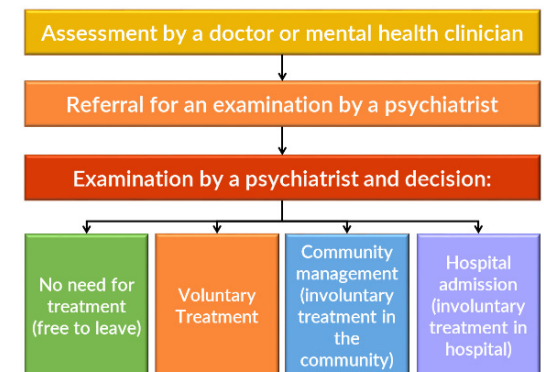 Assessment by a doctor or mental health clinician
Referral for an examination by a psychiatrist
Examination by a psychiatrist and decision:
No need for
treatment
(free to leave)
Voluntary
Treatment
Community
management
(involuntary
treatment in
the
community)
Hospital
admission
(involuntary
treatment in
hospital)